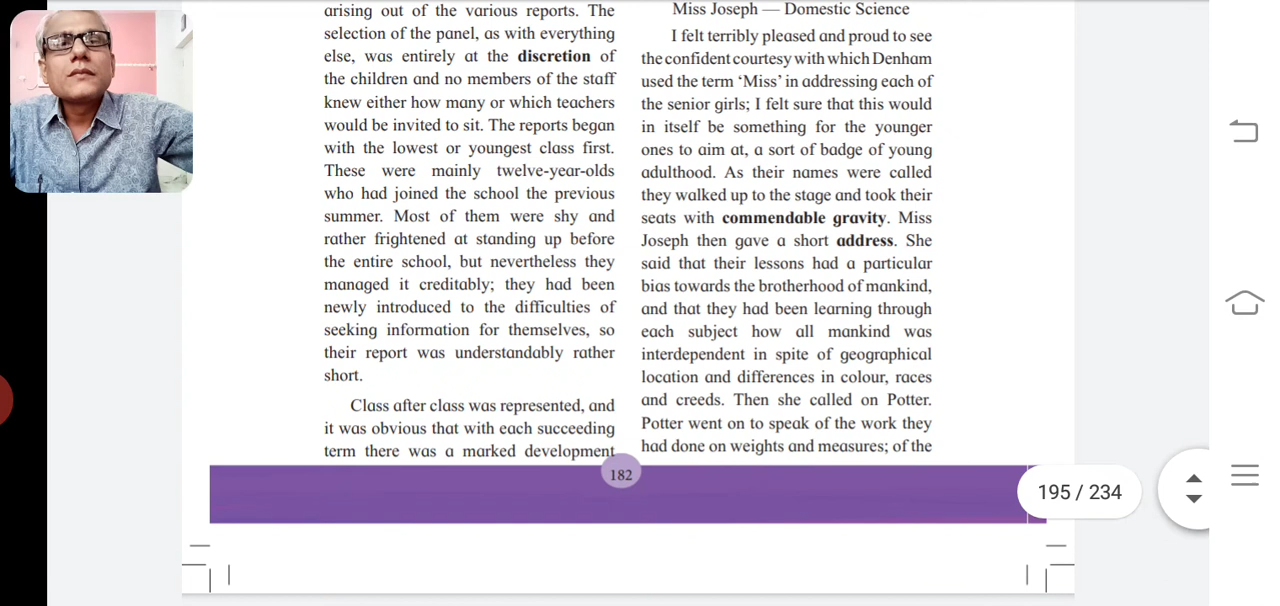 arising out of the various reports. The
selection of the panel, as with everything
else, was entirely at the discretion of
the children and no members of the staff
knew either how many or which teachers
would be invited to sit. The reports began
with the lowest or youngest class first.
These were mainly twelve-year-olds
who had joined the school the previous
summer. Most of them were shy and
rather frightened at standing up before
the entire school, but nevertheless they
managed it creditably; they had been
newly introduced to the difficulties of
seeking information for themselves, so
their report was understandably rather
short.
Class after class was represented, and
it was obvious that with each succeeding
term there was a marked development
Miss Joseph — Domestic Science
I felt terribly pleased and proud to see
the confident courtesy with which Denham
used the term ‘Miss’ in addressing each of
the senior girls; I felt sure that this would
in itself be something for the younger
ones to aim at, a sort of badge of young
adulthood. As their names were called
they walked up to the stage and took their
seats with commendable gravity. Miss
Joseph then gave a short address. She
said that their lessons had a particular
bias towards the brotherhood of mankind,
and that they had been learning through
each subject how all mankind was
interdependent in spite of geographical
location and differences in colour, races
and creeds. Then she called on Potter.
Potter went on to speak of the work they
had done on weights and measures; of the
182
195 / 234